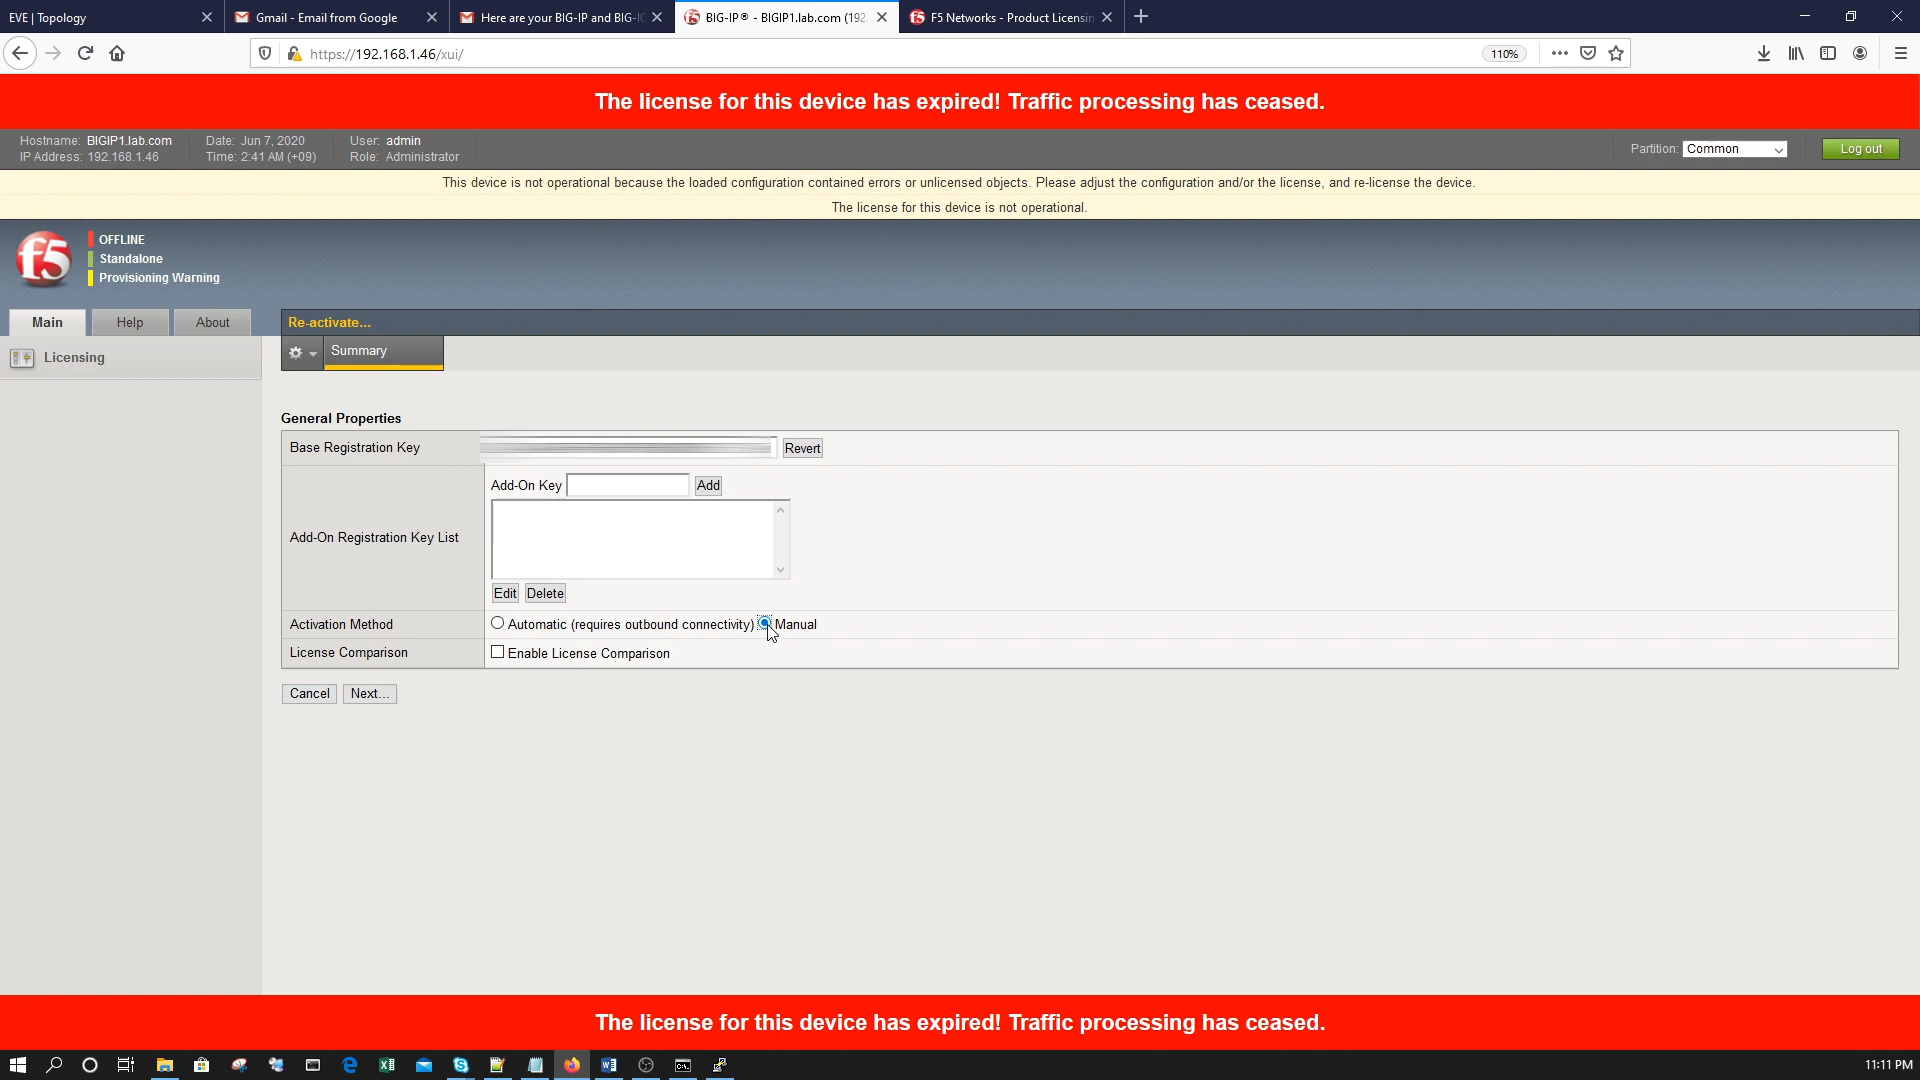 EVE | Topology
Gmail - Email from Google
Here are your BIG-IP and BIG-
BIG-IP® - BIGIP1.lab.com (192.
F5 Networks - Product Licensin
https://192.168.1.46/xui/
110%
The license for this device has expired! Traffic processing has ceased.
Hostname: BIGIP1.lab.com
Date: Jun 7, 2020
User: admin
IP Address: 192.168.1.46
Time: 2:41 AM (+09)
Role: Administrator
Partition: Common
Log out
This device is not operational because the loaded configuration contained errors or unlicensed objects. Please adjust the configuration and/or the license, and re-license the device.
The license for this device is not operational.
f5
OFFLINE
Standalone
Provisioning Warning
Main
Help
About
Re-activate...
Licensing
Summary
General Properties
Base Registration Key
Revert
Add-On Key
Add
Add-On Registration Key List
Edit
Delete
Activation Method
Automatic (requires outbound connectivity)
Manual
License Comparison
Enable License Comparison
Cancel
Next...
The license for this device has expired! Traffic processing has ceased.
11:11 PM